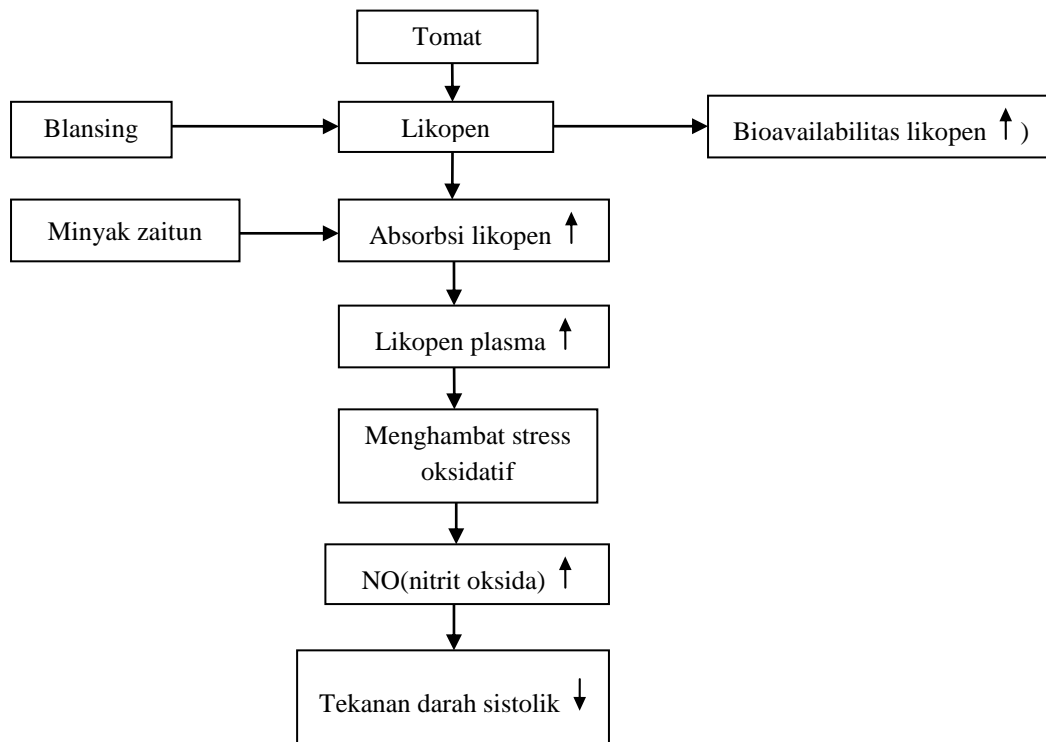 Tomat
Blansing
Likopen
Bioavailabilitas likopen ↑ )
Minyak zaitun
Absorbsi likopen ↑
Likopen plasma ↑
Menghambat stress
oksidatif
NO(nitrit oksida) ↑
Tekanan darah sistolik ↓